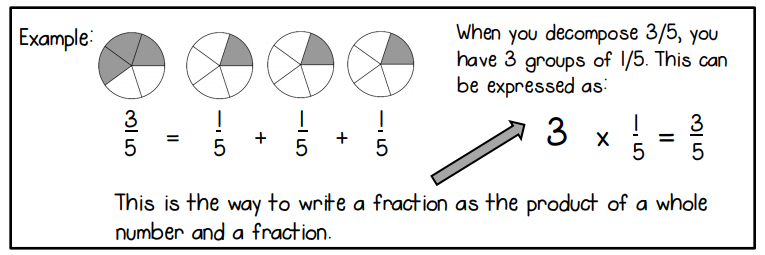 Example:
When you decompose 3/5, you
have 3 groups of 1/5. This can
be expressed as:
3/5 = 1/5 + 1/5 + 1/5
3 x 1/5 = 3/5
This is the way to write a fraction as the product of a whole
number and a fraction.